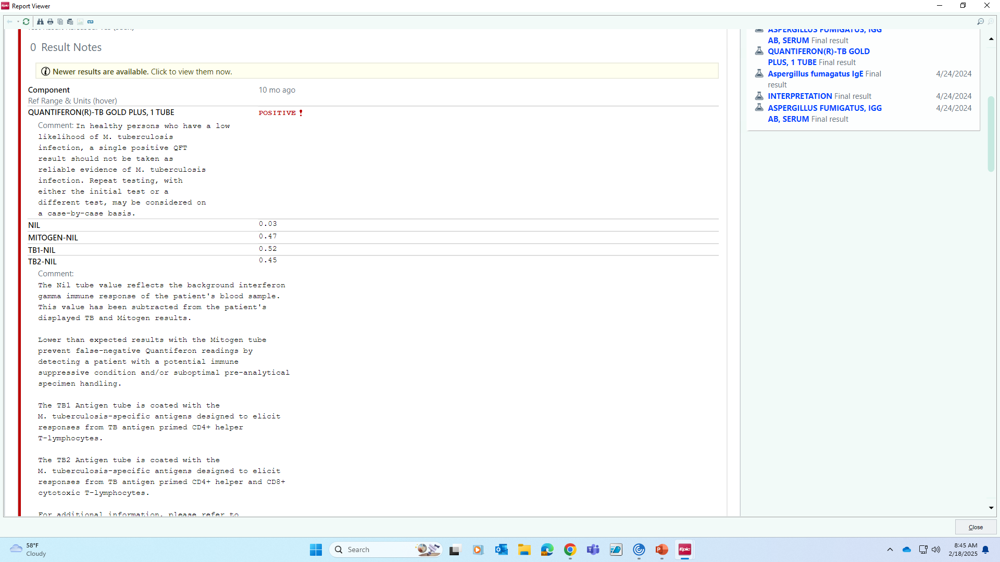 Epic Report Viewer
0 Result Notes
Newer results are available. Click to view them now.
Component 10 mo ago
Ref Range & Units (hover)
QUANTIFERON(R)-TB GOLD PLUS, 1 TUBE POSITIVE !
Comment: In healthy persons who have a low
likelihood of M. tuberculosis
infection, a single positive QFT
result should not be taken as
reliable evidence of M. tuberculosis
infection. Repeat testing, with
either the initial test or a
different test, may be considered on
a case-by-case basis.
NIL 0.03
MITOGEN-NIL 0.47
TB1-NIL 0.52
TB2-NIL 0.45
Comment:
The Nil tube value reflects the background interferon
gamma immune response of the patient's blood sample.
This value has been subtracted from the patient's
displayed TB and Mitogen results.
Lower than expected results with the Mitogen tube
prevent false-negative Quantiferon readings by
detecting a patient with a potential immune
suppressive condition and/or suboptimal pre-analytical
specimen handling.
The TB1 Antigen tube is coated with the
M. tuberculosis-specific antigens designed to elicit
responses from TB antigen primed CD4+ helper
T-lymphocytes.
The TB2 Antigen tube is coated with the
M. tuberculosis-specific antigens designed to elicit
responses from TB antigen primed CD4+ helper and CD8+
cytotoxic T-lymphocytes.
For additional information, please refer to
ASPERGILLUS FUMIGATUS, IGG
AB, SERUM Final result
QUANTIFERON(R)-TB GOLD
PLUS, 1 TUBE Final result
Aspergillus fumagatus IgE Final 4/24/2024
result
INTERPRETATION Final result 4/24/2024
ASPERGILLUS FUMIGATUS, IGG 4/24/2024
AB, SERUM Final result
Close
58°F
Cloudy
Search
Epic
8:45 AM
2/18/2025